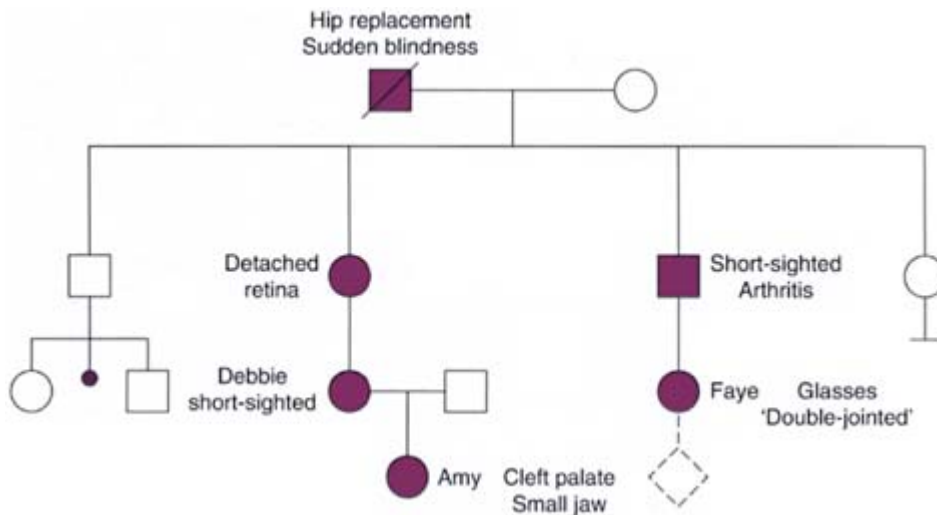 Hip replacement
Sudden blindness
Detached
retina
Short-sighted
Arthritis
Debbie
short-sighted
Faye Glasses
'Double-jointed'
Amy Cleft palate
Small jaw